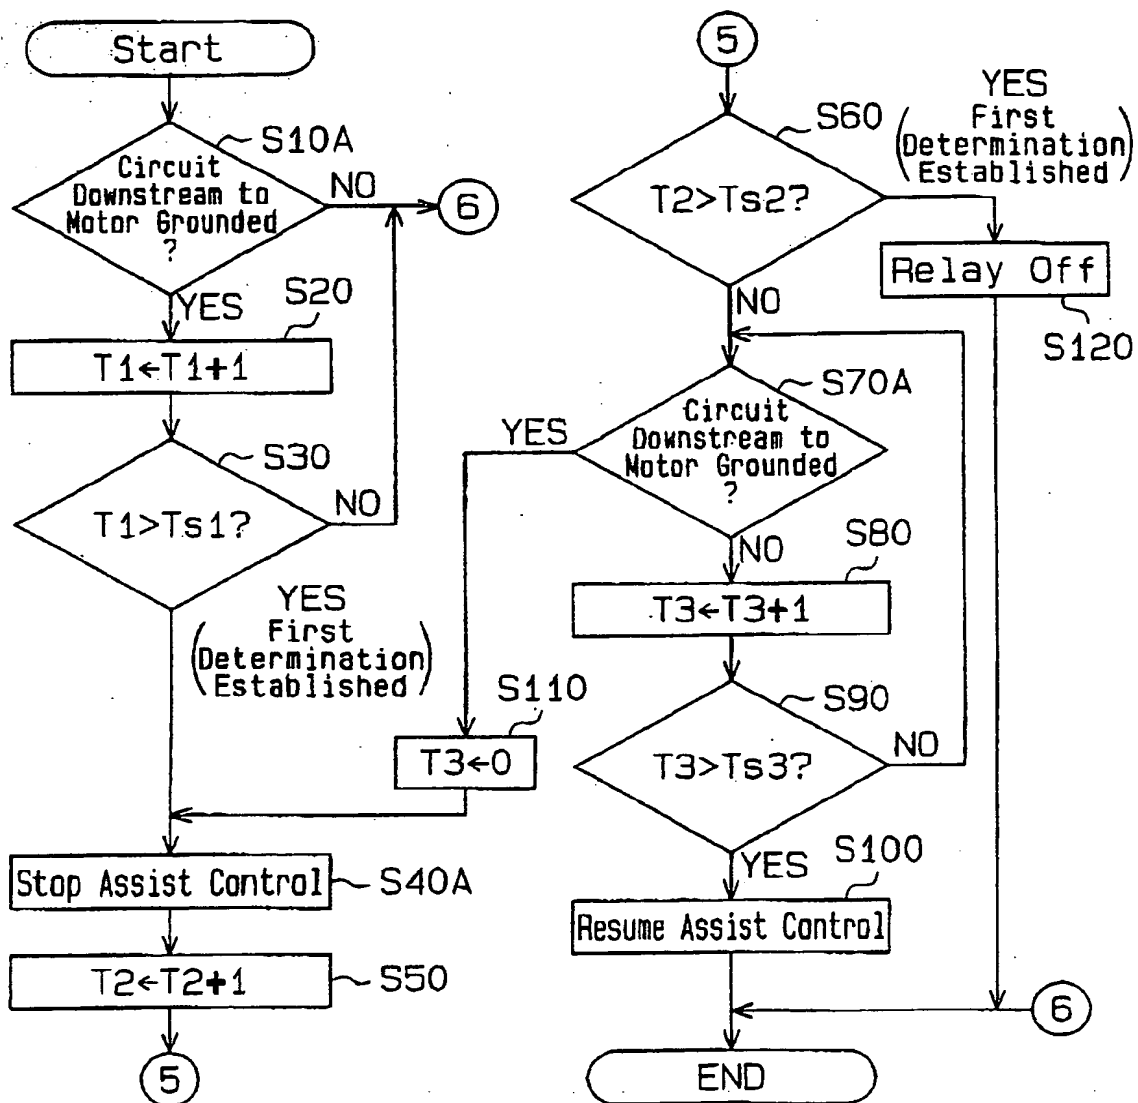 Start
S10A
Circuit
Downstream to
Motor Grounded
?
NO
6
YES
S20
T1←T1+1
S30
T1>Ts1?
NO
YES
(First
Determination
Established)
S110
T3←0
Stop Assist Control
S40A
T2←T2+1
S50
5
5
S60
T2>Ts2?
YES
(First
Determination
Established)
Relay Off
S120
NO
S70A
Circuit
Downstream to
Motor Grounded
?
YES
NO
S80
T3←T3+1
S90
T3>Ts3?
NO
YES
S100
Resume Assist Control
6
END